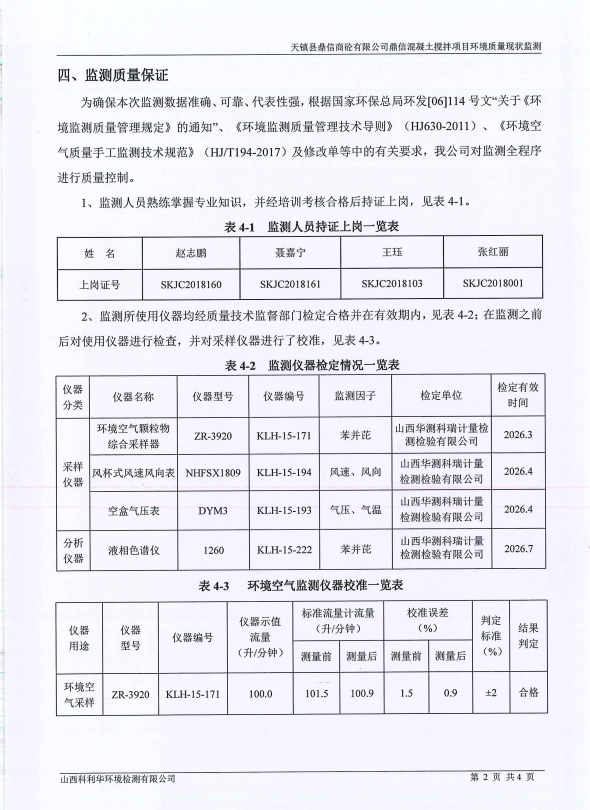 天镇县鼎信商砼有限公司鼎信混凝土搅拌项目环境质量现状监测
四、监测质量保证
为确保本次监测数据准确、可靠、代表性强，根据国家环保总局环发[06]114 号文“关于《环
境监测质量管理规定》的通知”、《环境监测质量管理技术导则》（HJ630-2011）、《环境空
气质量手工监测技术规范》（HJ/T194-2017）及修改单等中的有关要求，我公司对监测全程序
进行质量控制。
1、监测人员熟练掌握专业知识，并经培训考核合格后持证上岗，见表 4-1。
表 4-1 监测人员持证上岗一览表
姓 名 赵志鹏 聂嘉宁 王珏 张红丽
上岗证号 SKJC2018160 SKJC2018161 SKJC2018103 SKJC2018001
2、监测所使用仪器均经质量技术监督部门检定合格并在有效期内，见表 4-2；在监测之前
后对使用仪器进行检查，并对采样仪器进行了校准，见表 4-3。
表 4-2 监测仪器检定情况一览表
仪器分类 仪器名称 仪器型号 仪器编号 监测因子 检定单位 检定有效时间
采样仪器 环境空气颗粒物综合采样器 ZR-3920 KLH-15-171 苯并芘 山西华测科瑞计量检测检验有限公司 2026.3
风杯式风速风向表 NHFSX1809 KLH-15-194 风速、风向 山西华测科瑞计量检测检验有限公司 2026.4
空盒气压表 DYM3 KLH-15-193 气压、气温 山西华测科瑞计量检测检验有限公司 2026.4
分析仪器 液相色谱仪 1260 KLH-15-222 苯并芘 山西华测科瑞计量检测检验有限公司 2026.7
表 4-3 环境空气监测仪器校准一览表
仪器用途 仪器型号 仪器编号 仪器示值流量（升/分钟） 标准流量计流量（升/分钟） 校准误差（%） 判定标准（%） 结果判定
测量前 测量后 测量前 测量后
环境空气采样 ZR-3920 KLH-15-171 100.0 101.5 100.9 1.5 0.9 ±2 合格
山西科利华环境检测有限公司 第 2 页 共 4 页